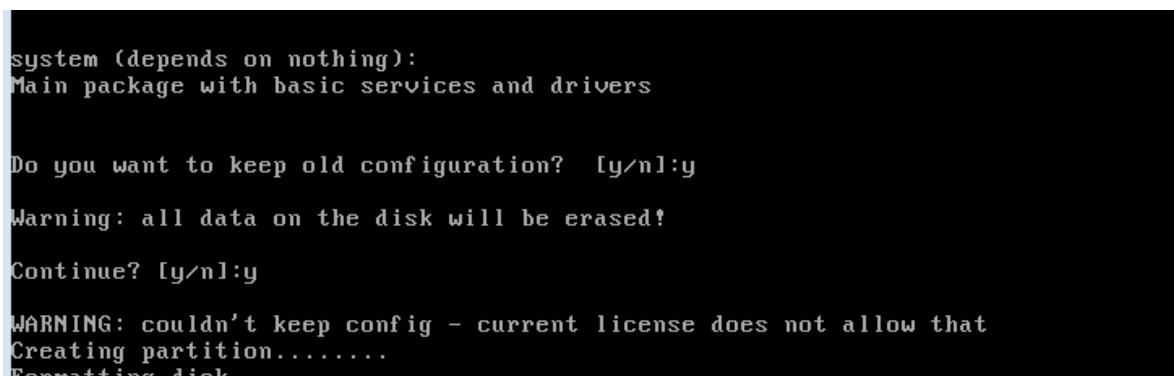 system (depends on nothing):
Main package with basic services and drivers
Do you want to keep old configuration?  [y/n]:y
Warning: all data on the disk will be erased!
Continue? [y/n]:y
WARNING: couldn't keep config - current license does not allow that
Creating partition........
Formatting disk